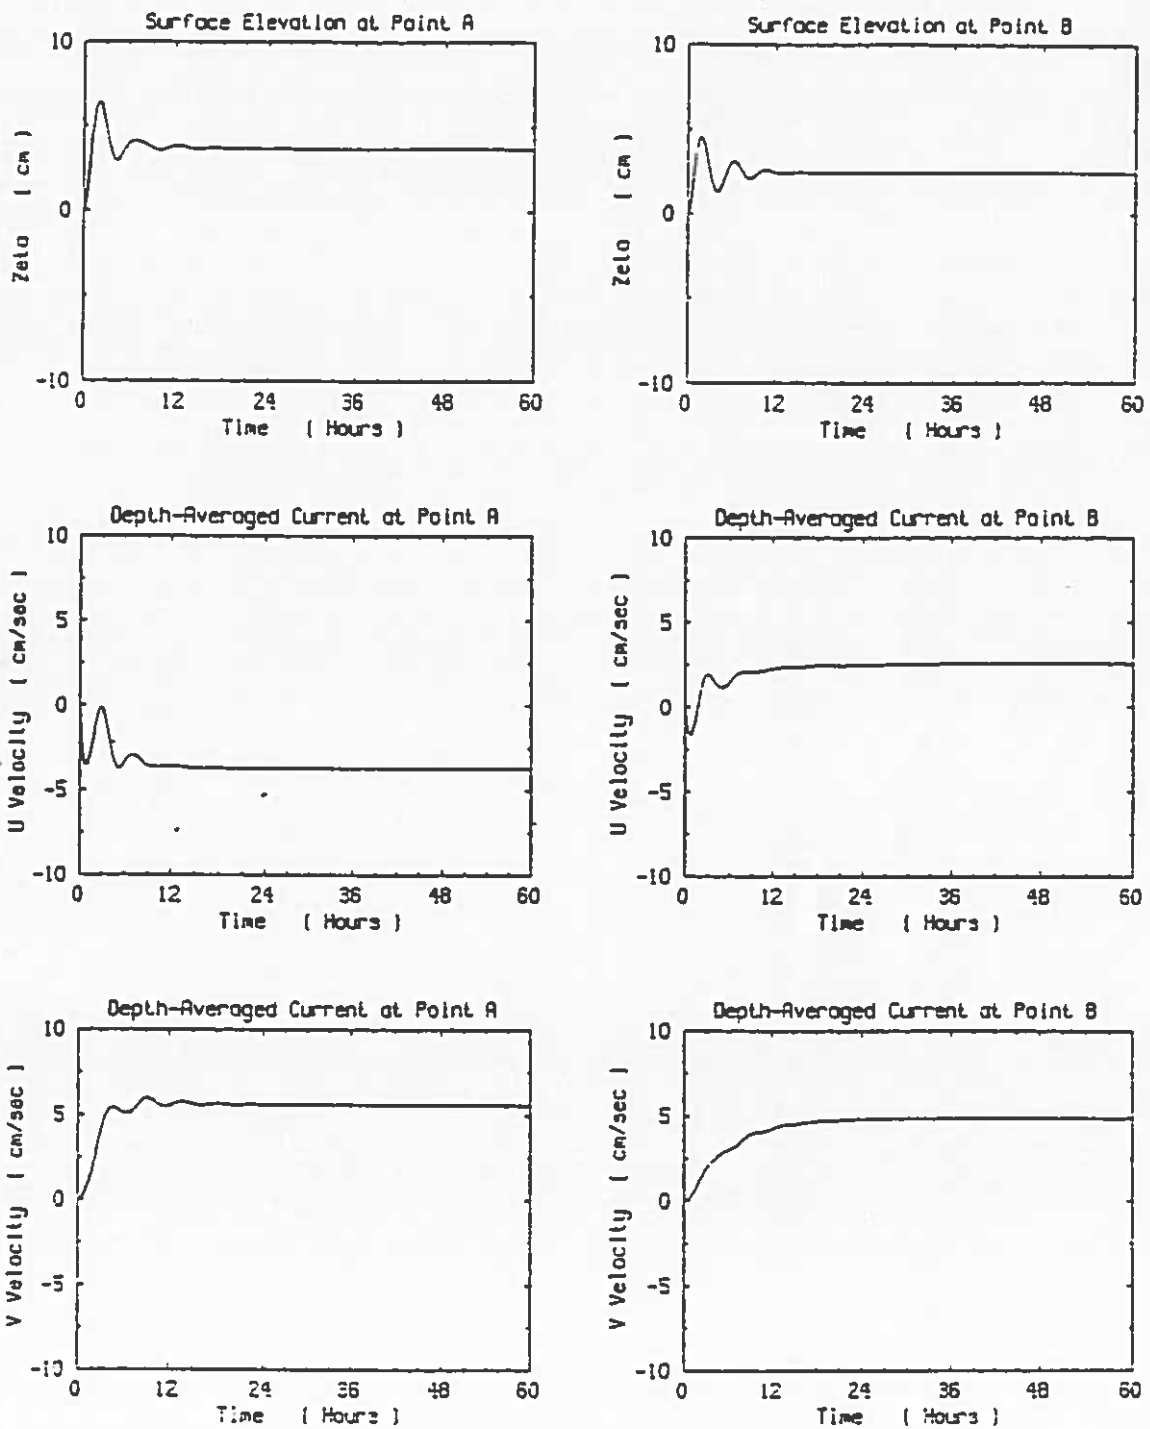 Surface Elevation at Point A
10
0
-10
Zeta ( cm )
0 12 24 36 48 60
Time ( Hours )
Surface Elevation at Point B
10
0
-10
Zeta ( cm )
0 12 24 36 48 60
Time ( Hours )
Depth-Averaged Current at Point A
10
5
0
-5
-10
U Velocity ( cm/sec )
0 12 24 36 48 60
Time ( Hours )
Depth-Averaged Current at Point B
10
5
0
-5
-10
U Velocity ( cm/sec )
0 12 24 36 48 60
Time ( Hours )
Depth-Averaged Current at Point A
10
5
0
-5
-10
V Velocity ( cm/sec )
0 12 24 36 48 60
Time ( Hours )
Depth-Averaged Current at Point B
10
5
0
-5
-10
V Velocity ( cm/sec )
0 12 24 36 48 60
Time ( Hours )